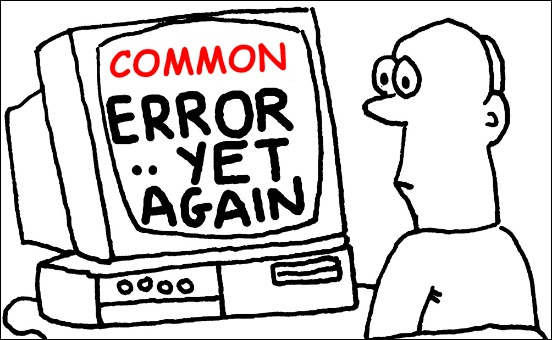 COMMON
ERROR
.. YET
AGAIN